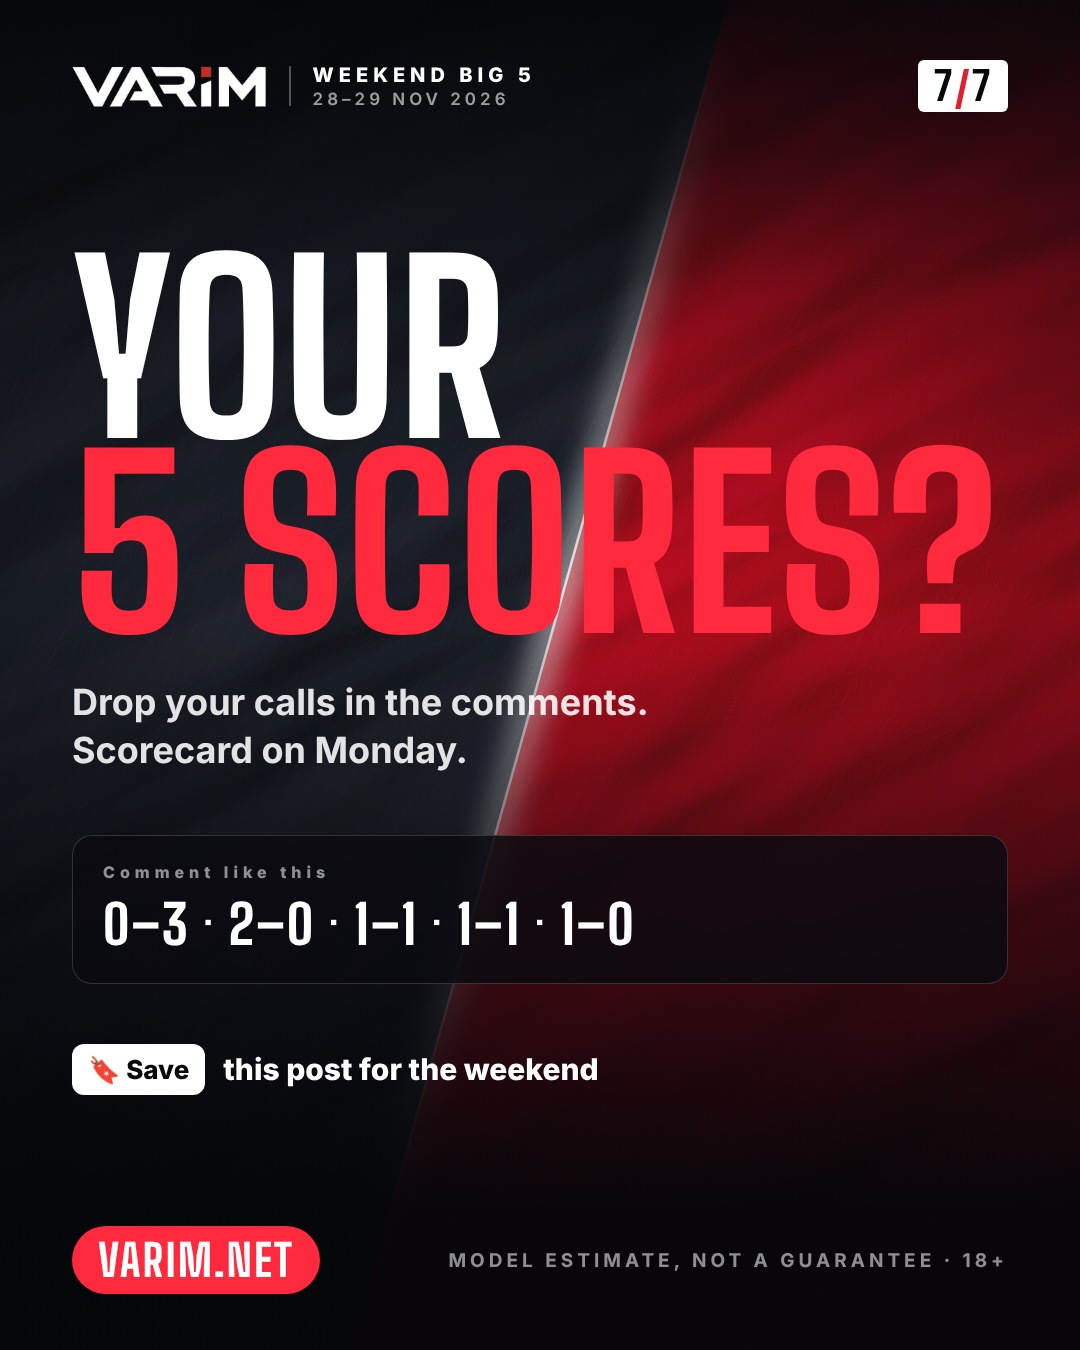 VARIM
WEEKEND BIG 5
28–29 NOV 2026
7/7
YOUR
5 SCORES?
Drop your calls in the comments.
Scorecard on Monday.
Comment like this
0–3 · 2–0 · 1–1 · 1–1 · 1–0
Save this post for the weekend
VARIM.NET
MODEL ESTIMATE, NOT A GUARANTEE · 18+